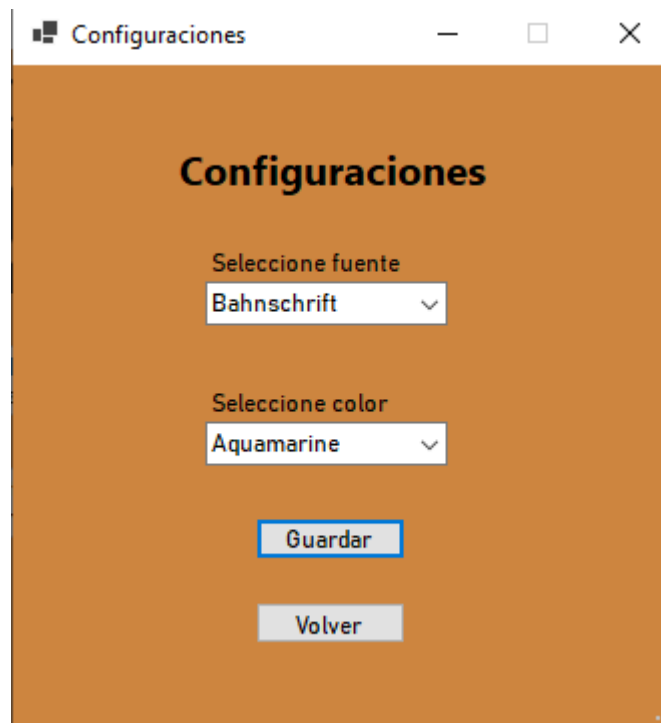 Configuraciones
Configuraciones
Seleccione fuente
Bahnschrift
Seleccione color
Aquamarine
Guardar
Volver